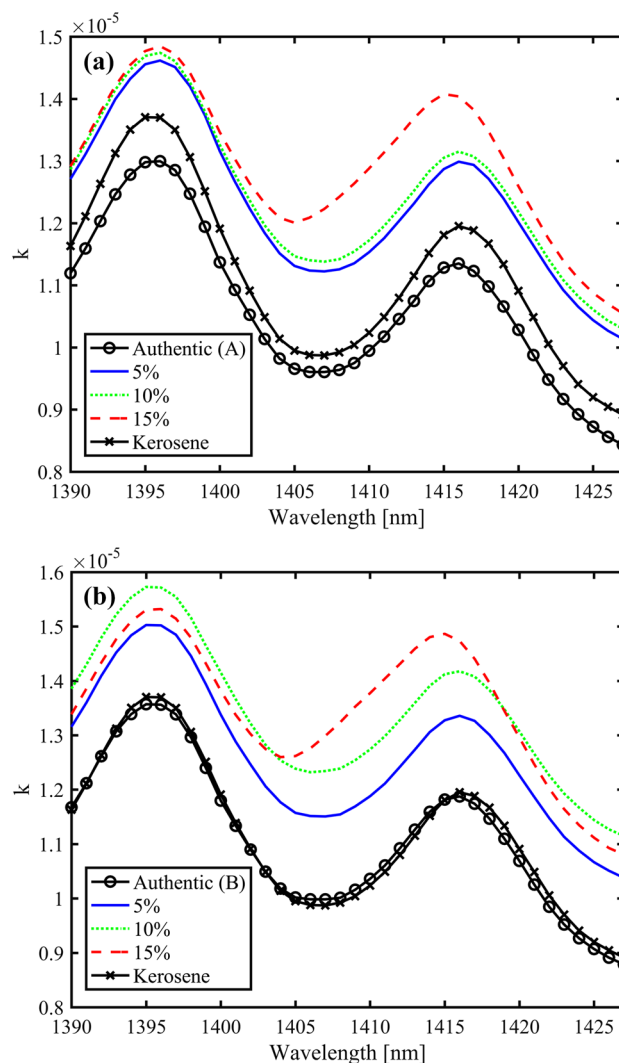 ×10⁻⁵
(a)
1.5
1.4
1.3
1.2
1.1
1
0.9
0.8
k
Authentic (A)
5%
10%
15%
Kerosene
1390 1395 1400 1405 1410 1415 1420 1425
Wavelength [nm]
×10⁻⁵
(b)
1.6
1.5
1.4
1.3
1.2
1.1
1
0.9
0.8
k
Authentic (B)
5%
10%
15%
Kerosene
1390 1395 1400 1405 1410 1415 1420 1425
Wavelength [nm]